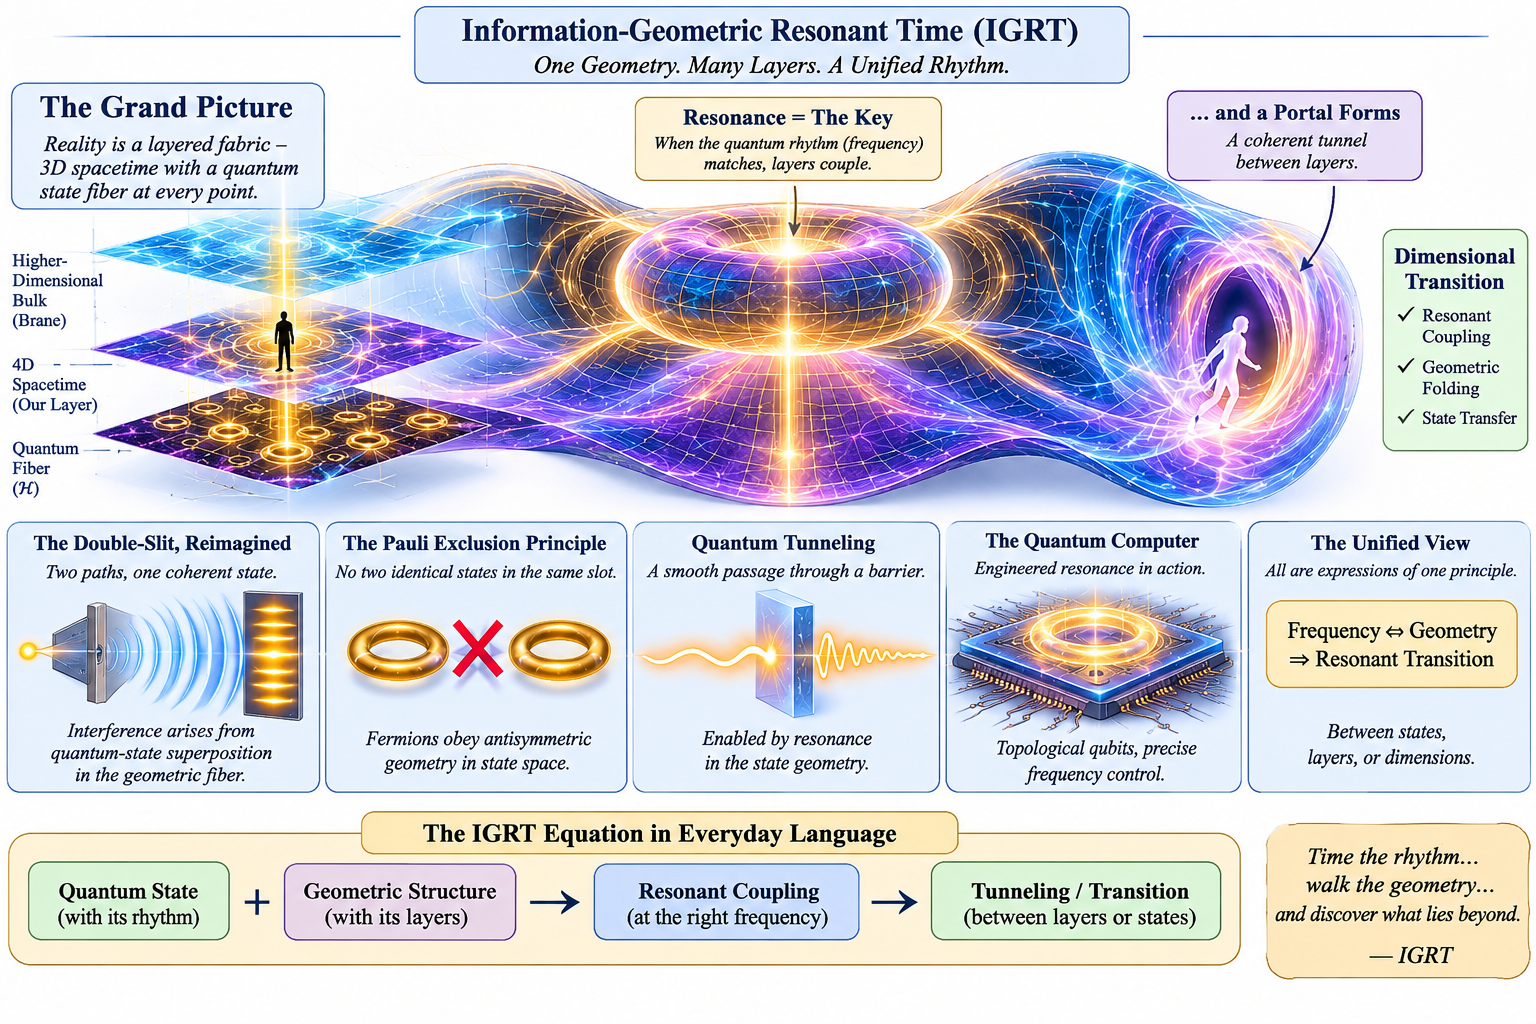 Information-Geometric Resonant Time (IGRT)
One Geometry. Many Layers. A Unified Rhythm.
The Grand Picture
Reality is a layered fabric –
3D spacetime with a quantum
state fiber at every point.
Resonance = The Key
When the quantum rhythm (frequency)
matches, layers couple.
... and a Portal Forms
A coherent tunnel
between layers.
Higher-
Dimensional
Bulk
(Brane)
4D
Spacetime
(Our Layer)
Quantum
Fiber
(ℋ)
Dimensional
Transition
✓ Resonant
Coupling
✓ Geometric
Folding
✓ State Transfer
The Double-Slit, Reimagined
Two paths, one coherent state.
Interference arises from
quantum-state superposition
in the geometric fiber.
The Pauli Exclusion Principle
No two identical states in the same slot.
Fermions obey antisymmetric
geometry in state space.
Quantum Tunneling
A smooth passage through a barrier.
Enabled by resonance
in the state geometry.
The Quantum Computer
Engineered resonance in action.
Topological qubits, precise
frequency control.
The Unified View
All are expressions of one principle.
Frequency ⇔ Geometry
⇒ Resonant Transition
Between states,
layers, or dimensions.
The IGRT Equation in Everyday Language
Quantum State
(with its rhythm)
+
Geometric Structure
(with its layers)
→
Resonant Coupling
(at the right frequency)
→
Tunneling / Transition
(between layers or states)
Time the rhythm...
walk the geometry...
and discover what lies beyond.
— IGRT